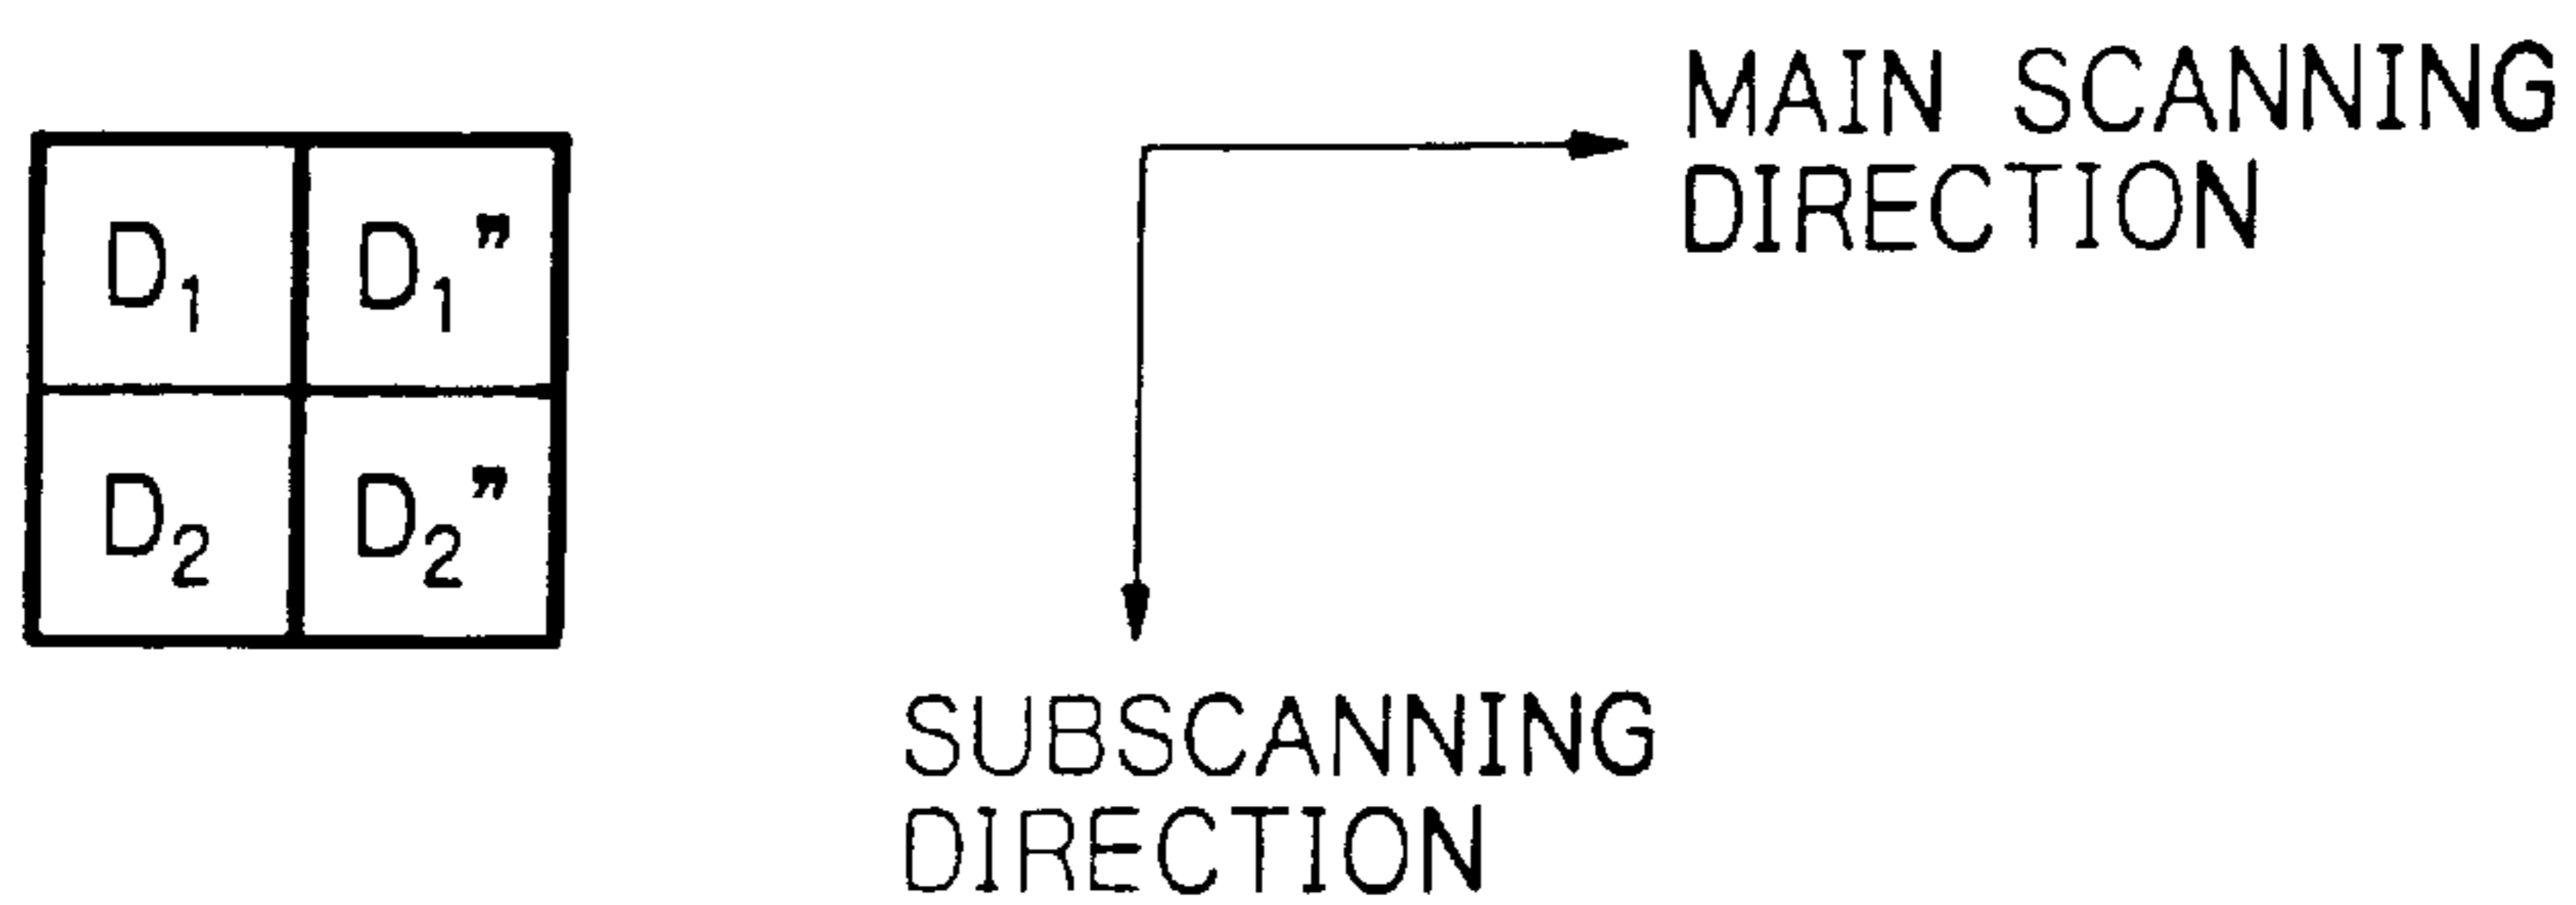 D₁ D₁”
D₂ D₂”
MAIN SCANNING
DIRECTION
SUBSCANNING
DIRECTION